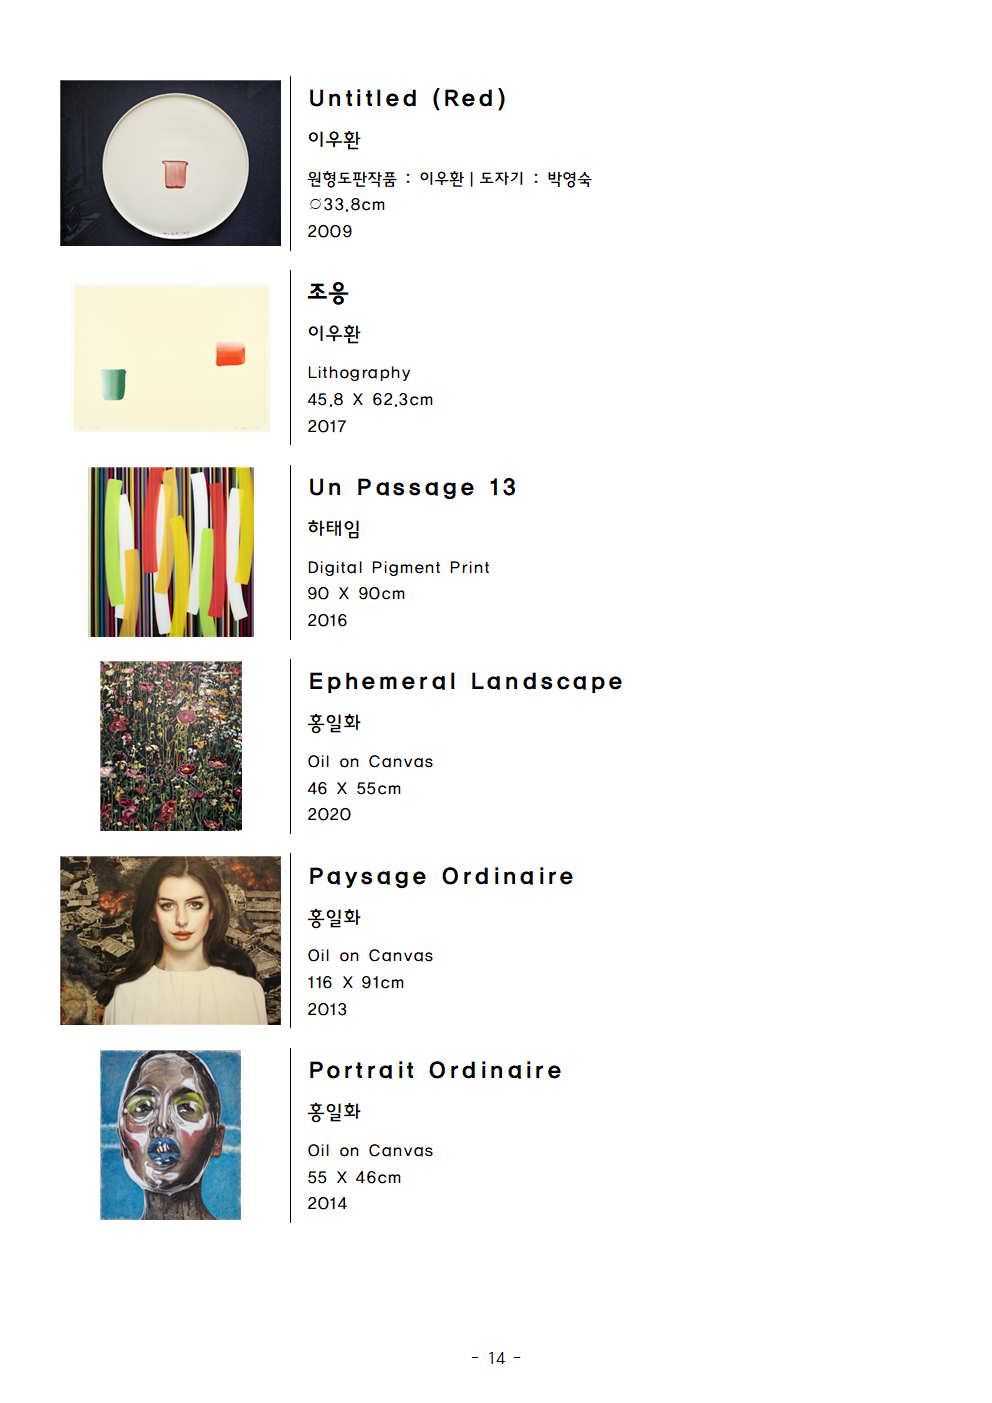 Untitled (Red)
이우환
원형도판작품 : 이우환 | 도자기 : 박영숙
∅33.8cm
2009
조응
이우환
Lithography
45.8 X 62.3cm
2017
Un Passage 13
하태임
Digital Pigment Print
90 X 90cm
2016
Ephemeral Landscape
홍일화
Oil on Canvas
46 X 55cm
2020
Paysage Ordinaire
홍일화
Oil on Canvas
116 X 91cm
2013
Portrait Ordinaire
홍일화
Oil on Canvas
55 X 46cm
2014
- 14 -